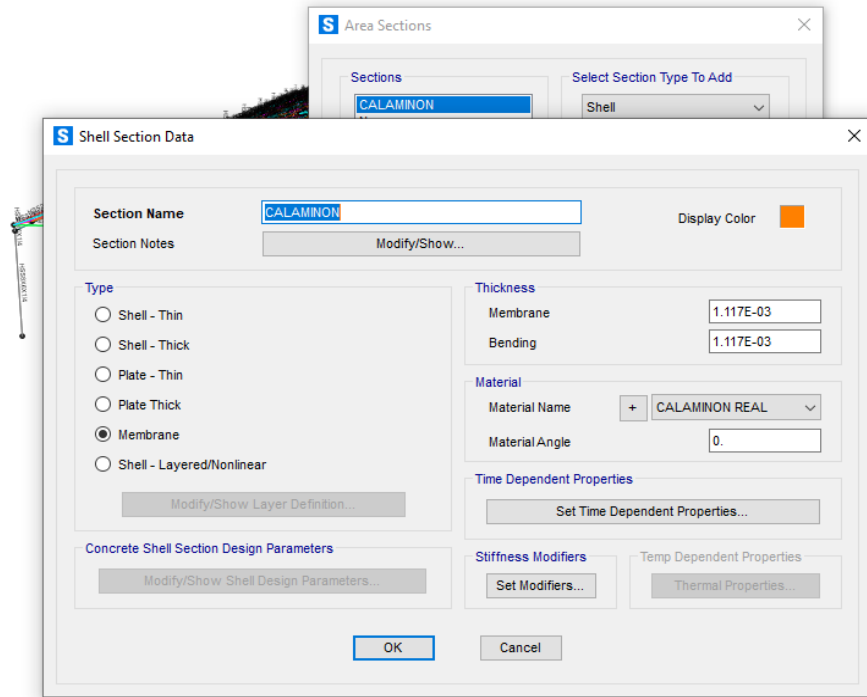 S Area Sections
Sections
Select Section Type To Add
CALAMINON
Shell
S Shell Section Data
Section Name
CALAMINON
Display Color
Section Notes
Modify/Show...
Type
Shell - Thin
Shell - Thick
Plate - Thin
Plate Thick
Membrane
Shell - Layered/Nonlinear
Modify/Show Layer Definition...
Thickness
Membrane
1.117E-03
Bending
1.117E-03
Material
Material Name
+
CALAMINON REAL
Material Angle
0.
Time Dependent Properties
Set Time Dependent Properties...
Concrete Shell Section Design Parameters
Modify/Show Shell Design Parameters...
Stiffness Modifiers
Set Modifiers...
Temp Dependent Properties
Thermal Properties...
OK
Cancel